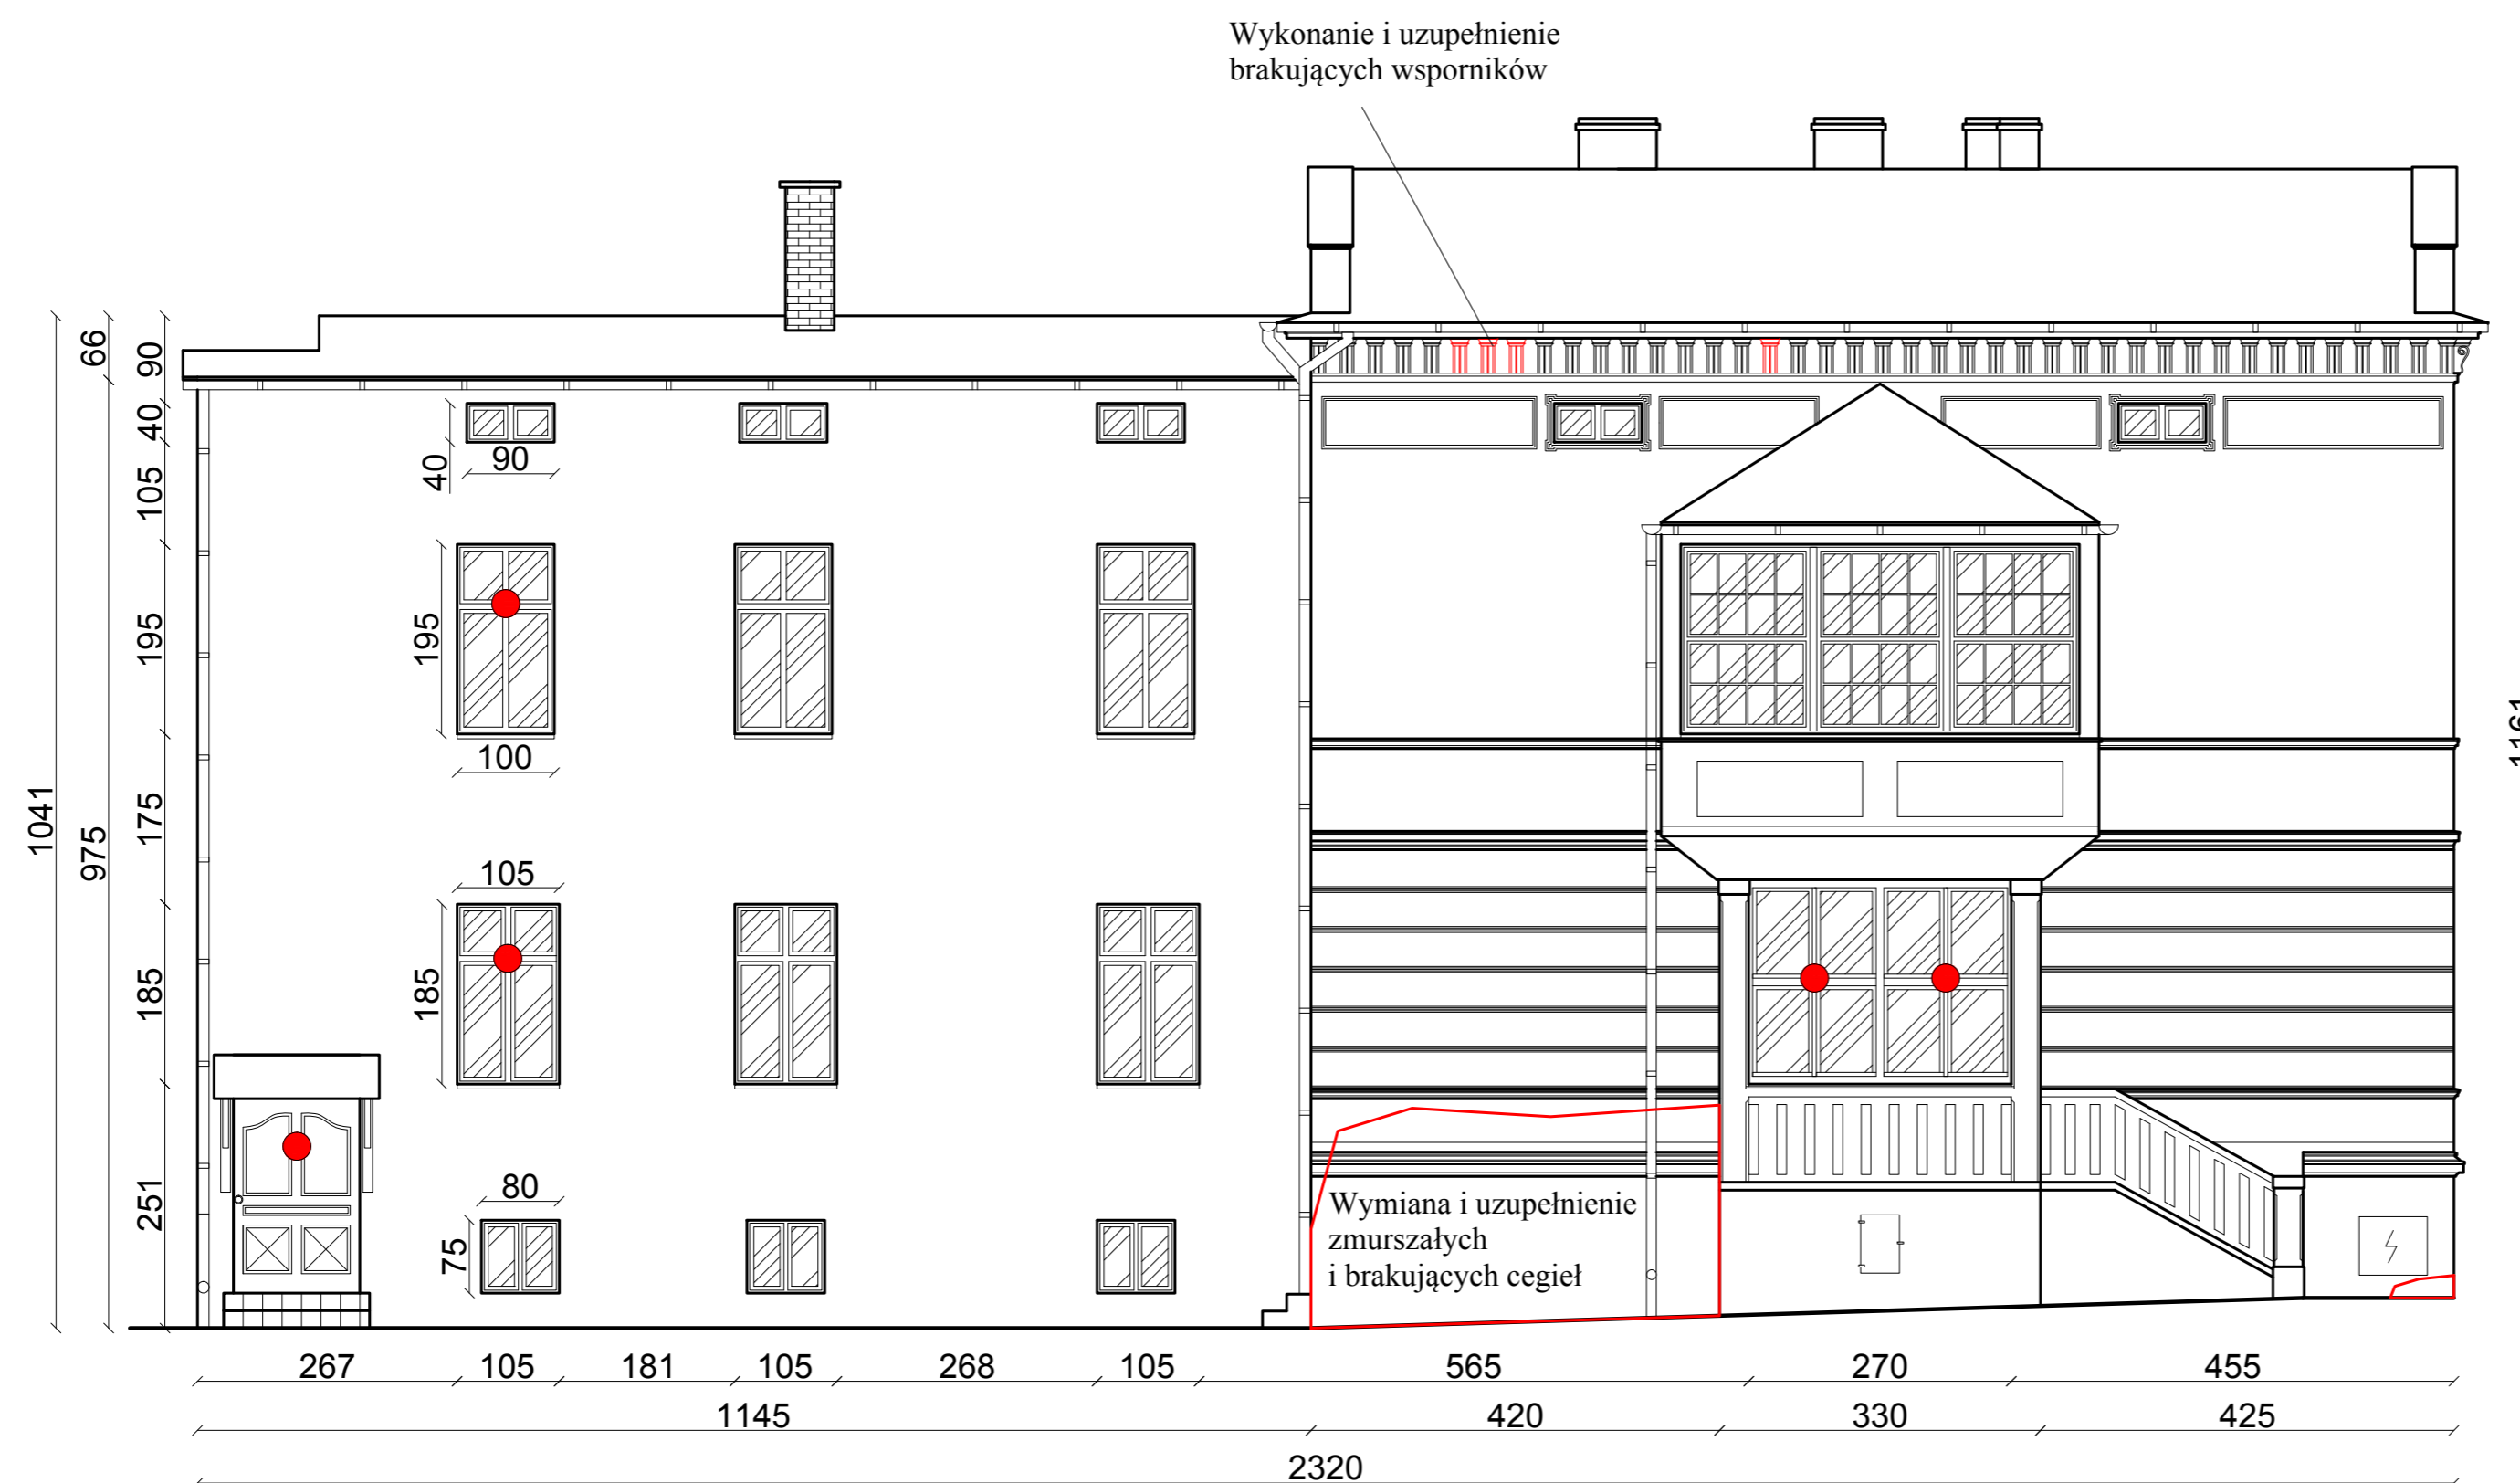 Wykonanie i uzupełnienie
brakujących wsporników
66
90
40
40
90
105
195
195
1161
100
1041
975
175
105
185
185
251
80
75
Wymiana i uzupełnienie
zmurszałych
i brakujących cegieł
267 105 181 105 268 105 565 270 455
1145 420 330 425
2320